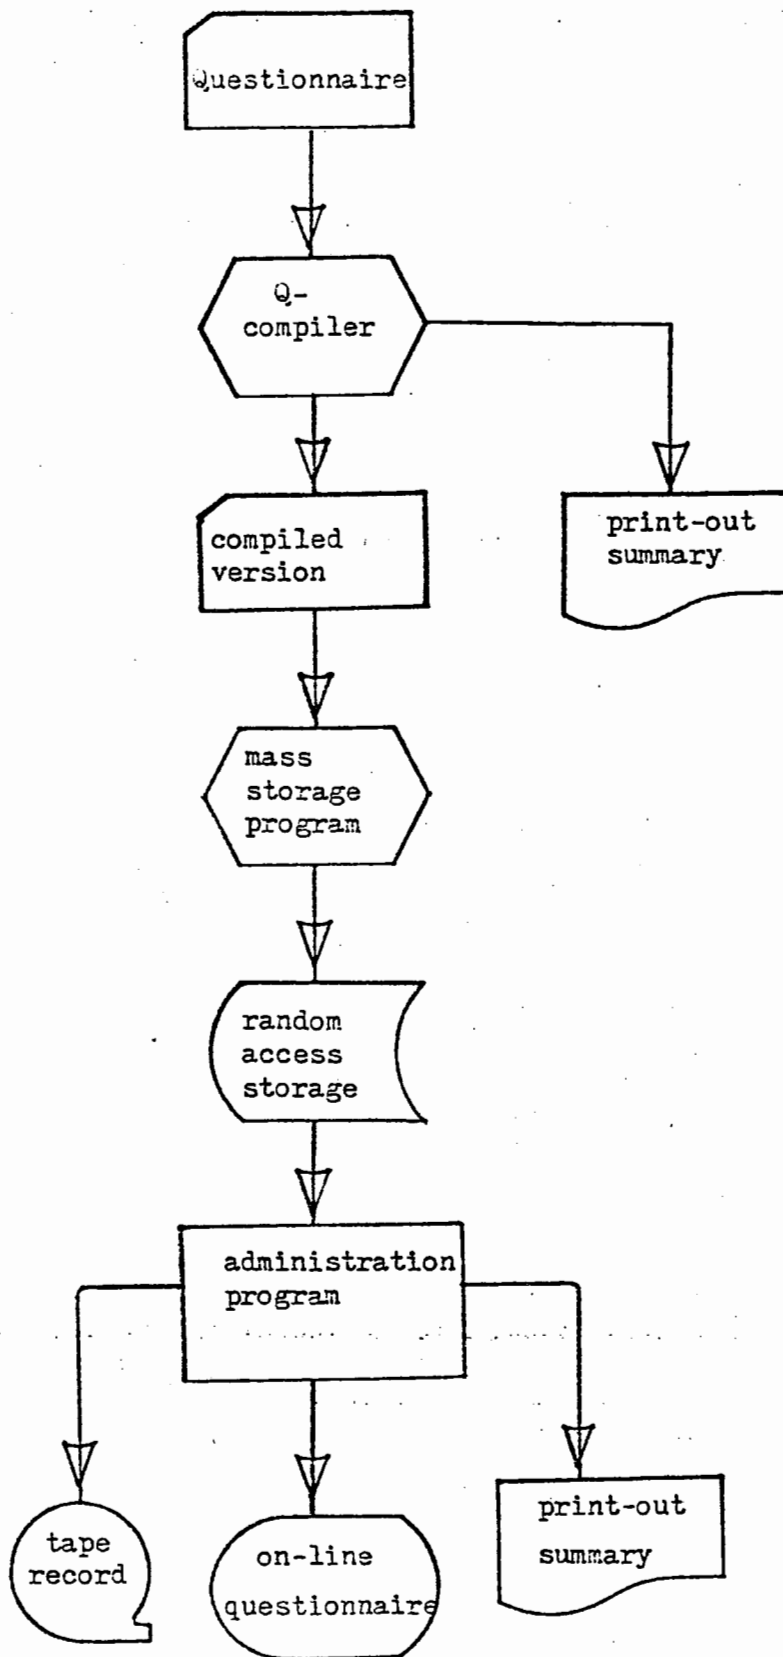 Questionnaire
Q-
compiler
compiled
version
print-out
summary
mass
storage
program
random
access
storage
administration
program
tape
record
on-line
questionnaire
print-out
summary